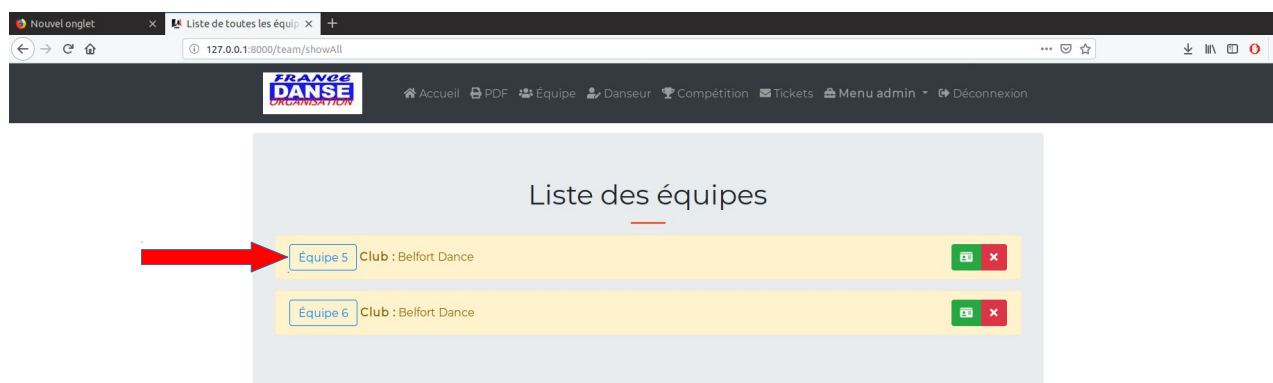 Nouvel onglet
Liste de toutes les équip
127.0.0.1:8000/team/showAll
FRANCE
DANSE
ORGANISATION
Accueil PDF Équipe Danseur Compétition Tickets Menu admin Déconnexion
Liste des équipes
Équipe 5 Club : Belfort Dance
Équipe 6 Club : Belfort Dance